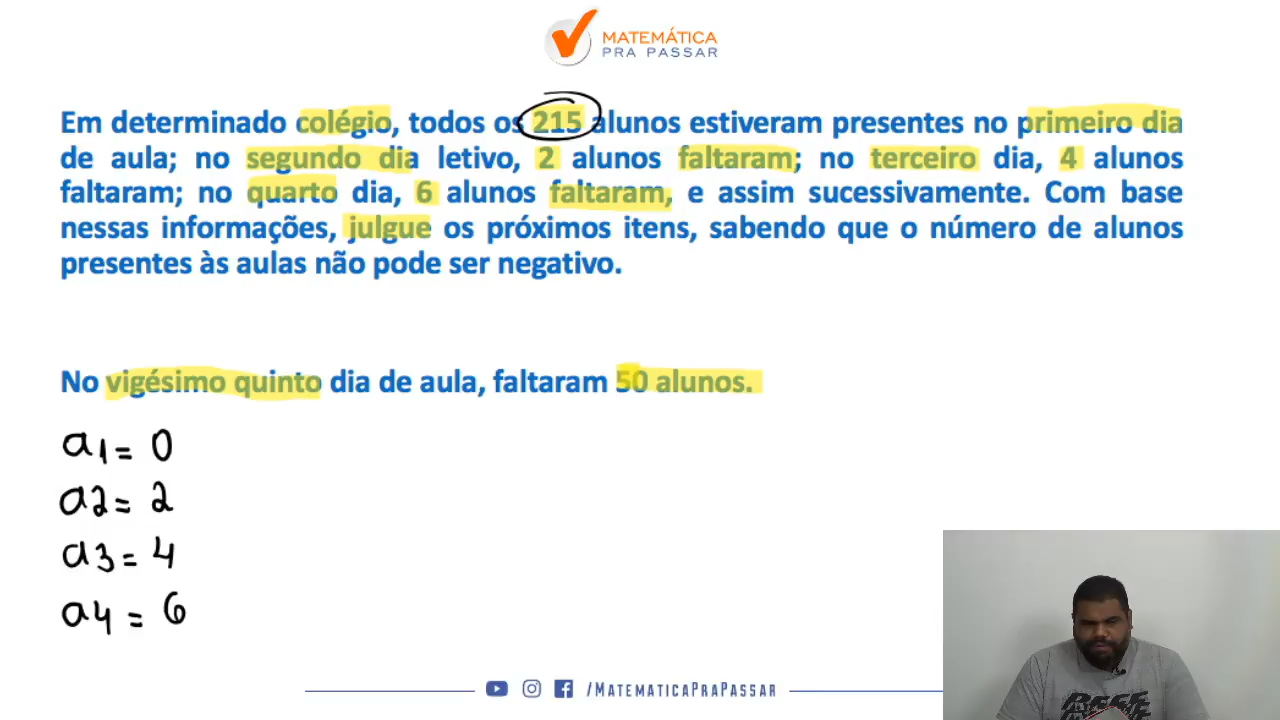 MATEMÁTICA
PRA PASSAR
Em determinado colégio, todos os 215 alunos estiveram presentes no primeiro dia
de aula; no segundo dia letivo, 2 alunos faltaram; no terceiro dia, 4 alunos
faltaram; no quarto dia, 6 alunos faltaram, e assim sucessivamente. Com base
nessas informações, julgue os próximos itens, sabendo que o número de alunos
presentes às aulas não pode ser negativo.
No vigésimo quinto dia de aula, faltaram 50 alunos.
a1 = 0
a2 = 2
a3 = 4
a4 = 6
/MATEMATICAPRAPASSAR